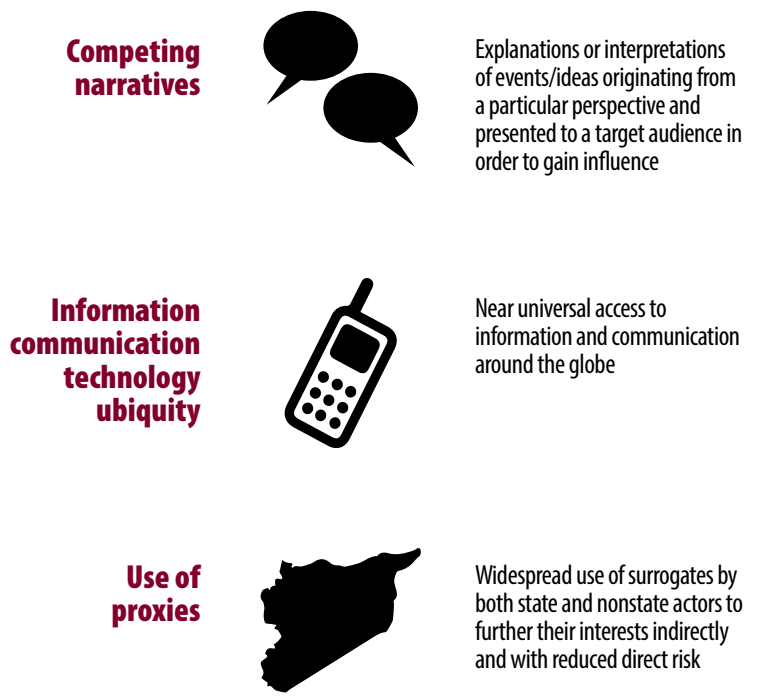 Competing
narratives
Explanations or interpretations
of events/ideas originating from
a particular perspective and
presented to a target audience in
order to gain influence
Information
communication
technology
ubiquity
Near universal access to
information and communication
around the globe
Use of
proxies
Widespread use of surrogates by
both state and nonstate actors to
further their interests indirectly
and with reduced direct risk